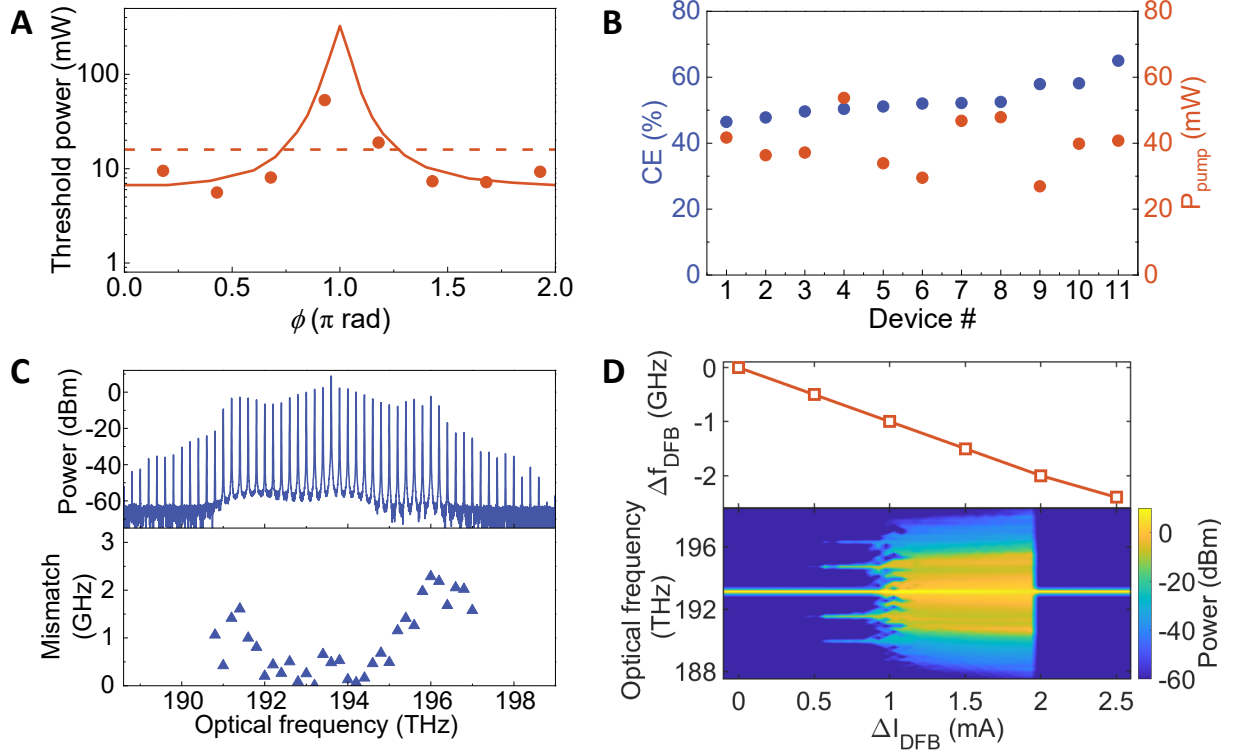 A
Threshold power (mW)
100
10
1
0.0 0.5 1.0 1.5 2.0
ϕ (π rad)
B
CE (%)
80
60
40
20
0
80
60
40
20
0
P_pump (mW)
1 2 3 4 5 6 7 8 9 10 11
Device #
C
Power (dBm)
0
-20
-40
-60
Mismatch
(GHz)
3
2
1
0
190 192 194 196 198
Optical frequency (THz)
D
Δf_DFB (GHz)
0
-1
-2
Optical frequency
(THz)
196
192
188
0
-20
-40
-60
Power (dBm)
0 0.5 1 1.5 2 2.5
ΔI_DFB (mA)